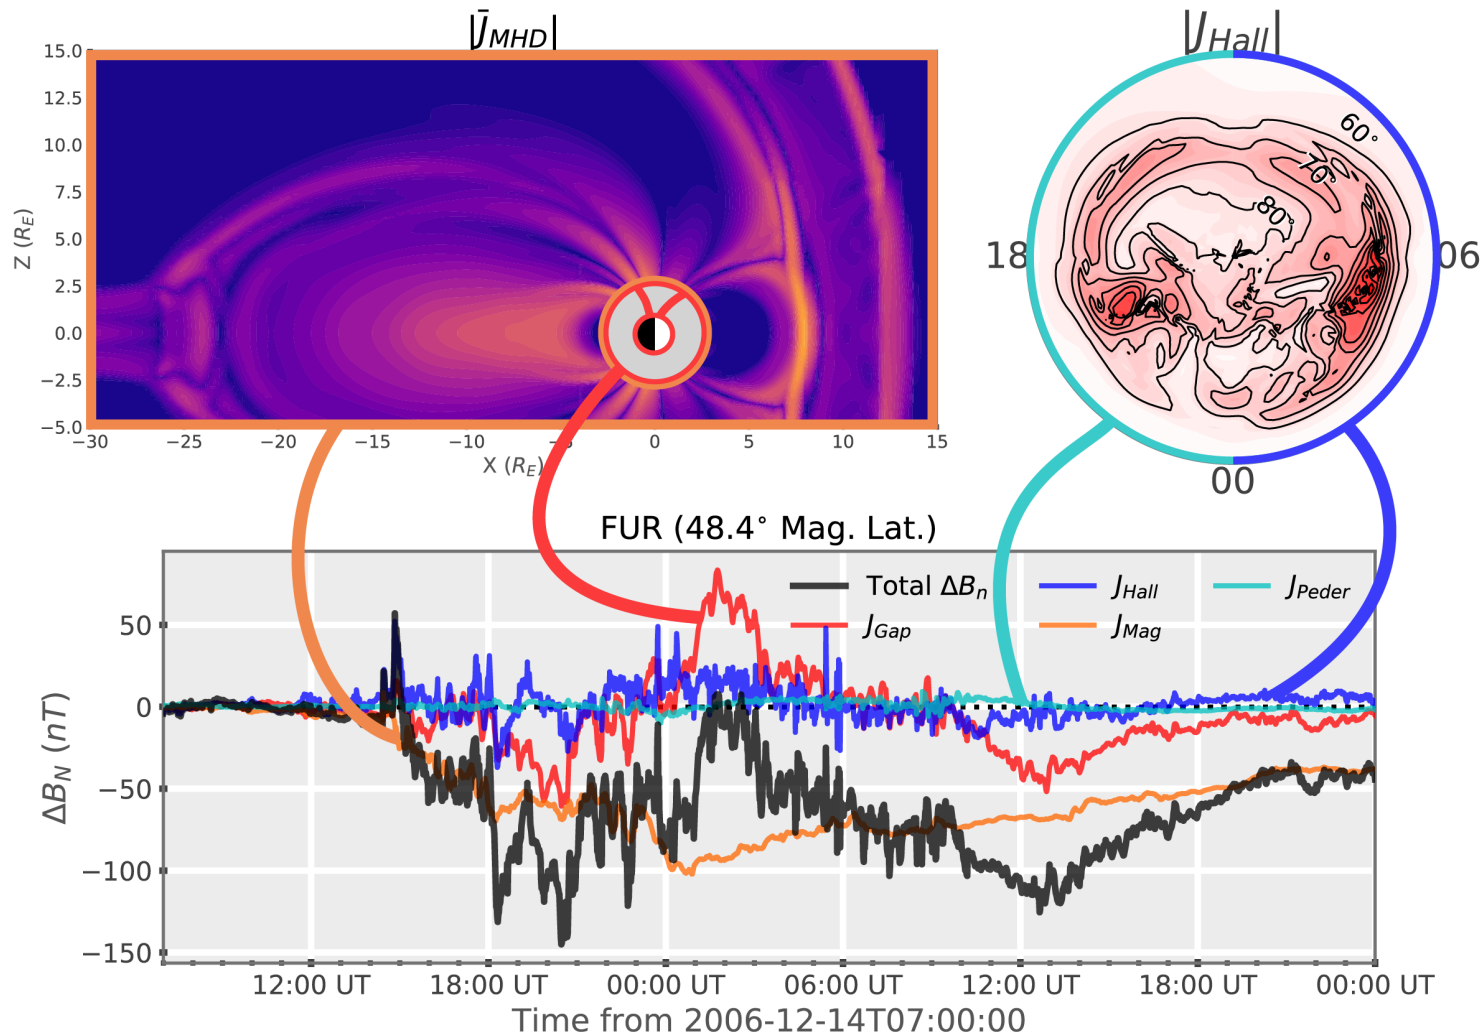 |J̄MHD|
|JHall|
15.0
12.5
10.0
7.5
5.0
2.5
0.0
−2.5
−5.0
Z (RE)
−30 −25 −20 −15 −10 −5 0 5 10 15
X (RE)
60°
70°
80°
18
06
00
FUR (48.4° Mag. Lat.)
Total ΔBn
JGap
JHall
JMag
JPeder
50
0
−50
−100
−150
ΔBN (nT)
12:00 UT 18:00 UT 00:00 UT 06:00 UT 12:00 UT 18:00 UT 00:00 UT
Time from 2006-12-14T07:00:00